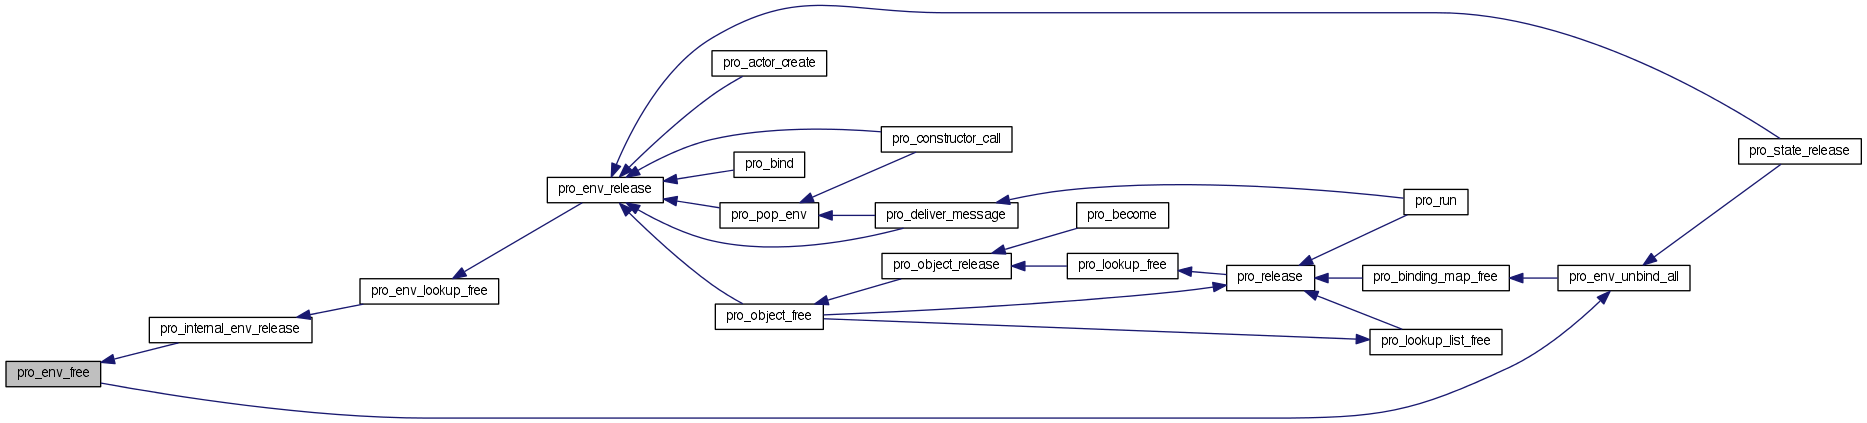 pro_actor_create
pro_constructor_call
pro_state_release
pro_bind
pro_env_release
pro_run
pro_pop_env
pro_deliver_message
pro_become
pro_object_release
pro_lookup_free
pro_release
pro_binding_map_free
pro_env_unbind_all
pro_env_lookup_free
pro_object_free
pro_internal_env_release
pro_lookup_list_free
pro_env_free